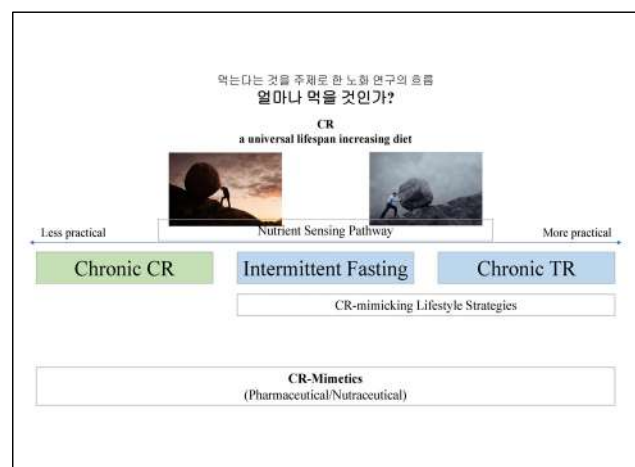 먹는다는 것을 주제로 한 노화 연구의 흐름
얼마나 먹을 것인가?
CR
a universal lifespan increasing diet
Nutrient Sensing Pathway
Less practical
More practical
Chronic CR
Intermittent Fasting
Chronic TR
CR-mimicking Lifestyle Strategies
CR-Mimetics
(Pharmaceutical/Nutraceutical)